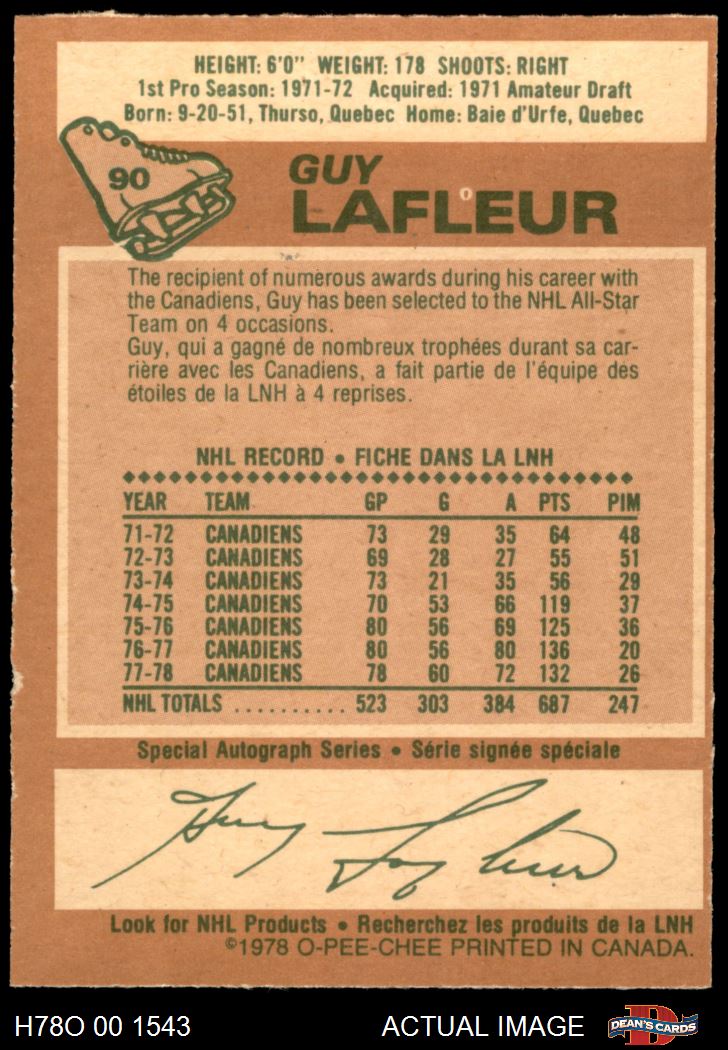 HEIGHT: 6'0" WEIGHT: 178 SHOOTS: RIGHT
1st Pro Season: 1971-72 Acquired: 1971 Amateur Draft
Born: 9-20-51, Thurso, Quebec Home: Baie d'Urfe, Quebec
90
GUY
LAFLEUR
The recipient of numerous awards during his career with
the Canadiens, Guy has been selected to the NHL All-Star
Team on 4 occasions.
Guy, qui a gagné de nombreux trophées durant sa car-
rière avec les Canadiens, a fait partie de l'équipe des
étoiles de la LNH à 4 reprises.
NHL RECORD • FICHE DANS LA LNH
YEAR TEAM GP G A PTS PIM
71-72 CANADIENS 73 29 35 64 48
72-73 CANADIENS 69 28 27 55 51
73-74 CANADIENS 73 21 35 56 29
74-75 CANADIENS 70 53 66 119 37
75-76 CANADIENS 80 56 69 125 36
76-77 CANADIENS 80 56 80 136 20
77-78 CANADIENS 78 60 72 132 26
NHL TOTALS .......... 523 303 384 687 247
Special Autograph Series • Série signée spéciale
Guy Lafleur
Look for NHL Products • Recherchez les produits de la LNH
©1978 O-PEE-CHEE PRINTED IN CANADA.
H78O 00 1543 ACTUAL IMAGE D DEAN'S CARDS